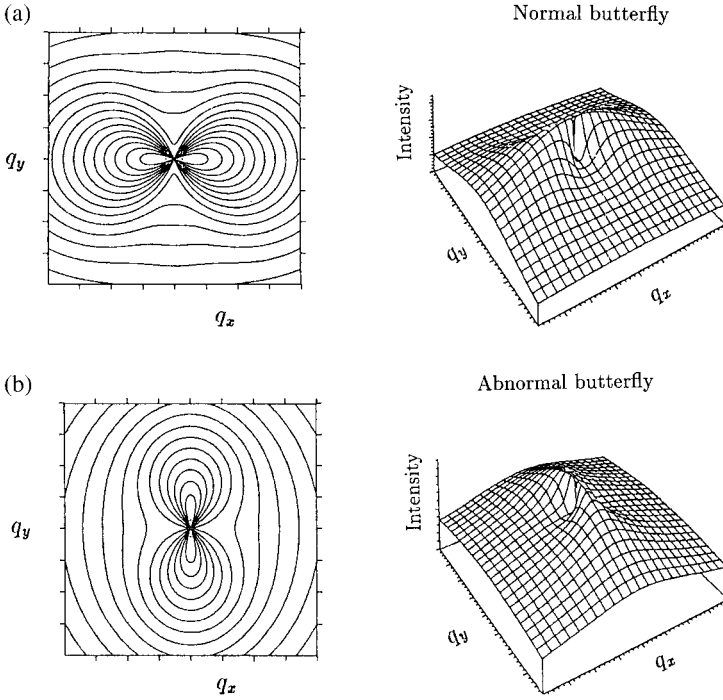 (a)
Normal butterfly
q_y
q_x
Intensity
q_y
q_x
(b)
Abnormal butterfly
q_y
q_x
Intensity
q_y
q_x